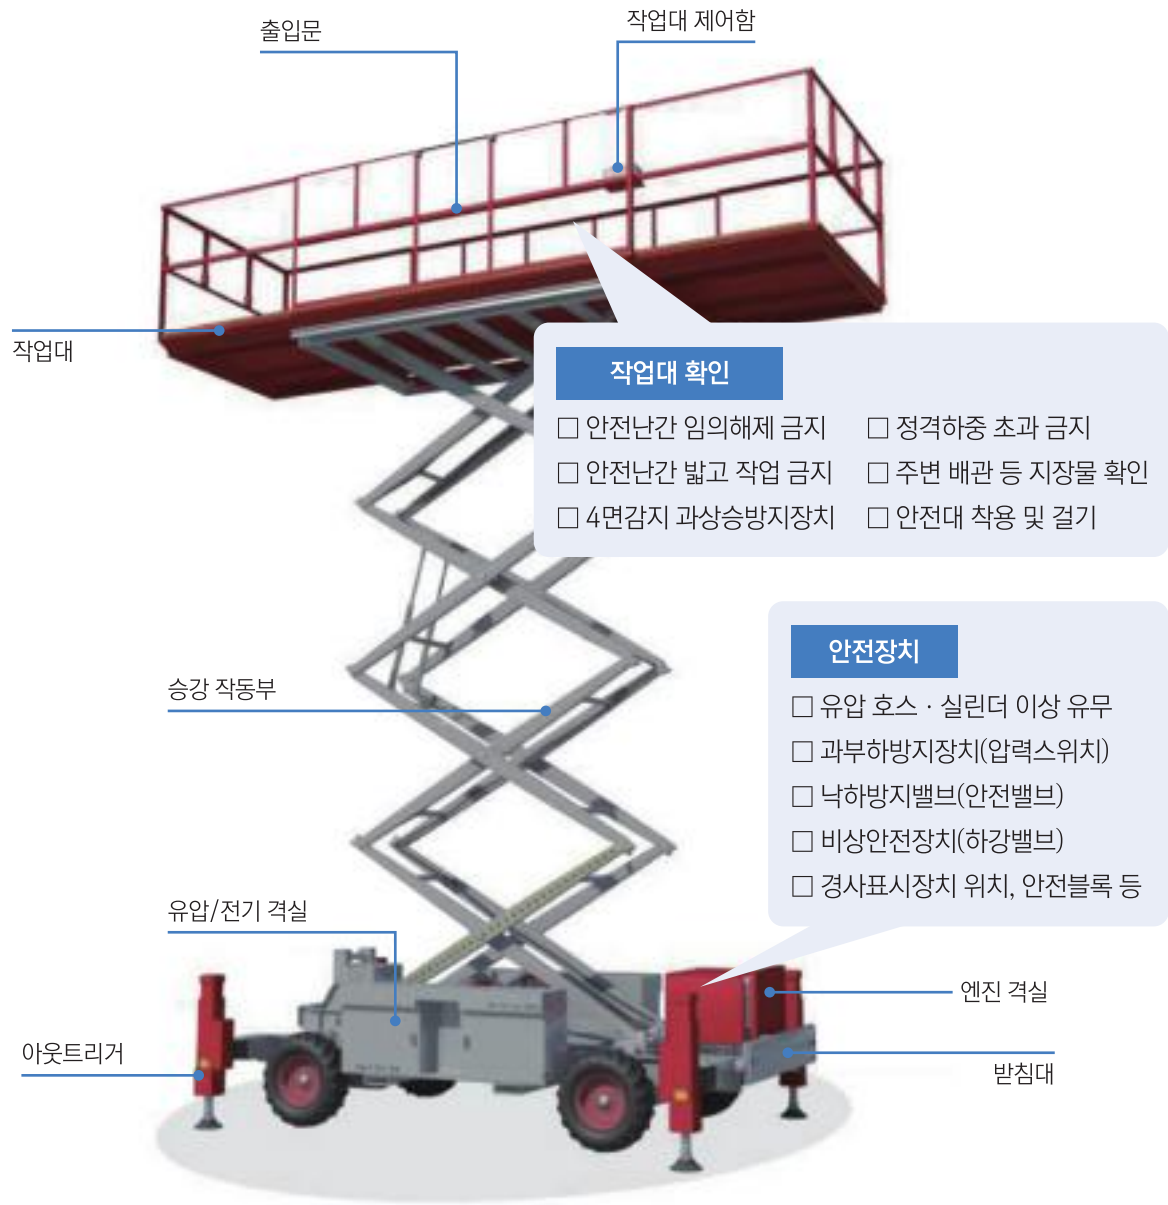 출입문
작업대 제어함
작업대
작업대 확인
□ 안전난간 임의해제 금지
□ 정격하중 초과 금지
□ 안전난간 밟고 작업 금지
□ 주변 배관 등 지장물 확인
□ 4면감지 과상승방지장치
□ 안전대 착용 및 걸기
안전장치
□ 유압 호스 · 실린더 이상 유무
□ 과부하방지장치(압력스위치)
□ 낙하방지밸브(안전밸브)
□ 비상안전장치(하강밸브)
□ 경사표시장치 위치, 안전블록 등
승강 작동부
유압/전기 격실
엔진 격실
아웃트리거
받침대